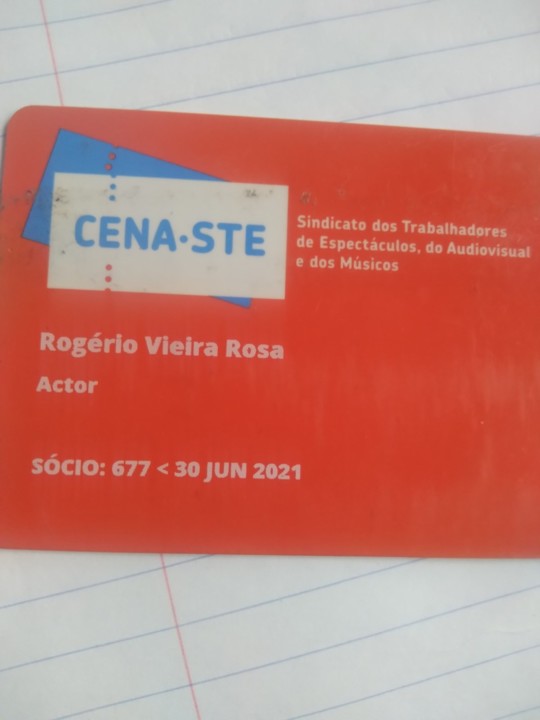 CENA·STE
Sindicato dos Trabalhadores
de Espectáculos, do Audiovisual
e dos Músicos
Rogério Vieira Rosa
Actor
SÓCIO: 677 < 30 JUN 2021